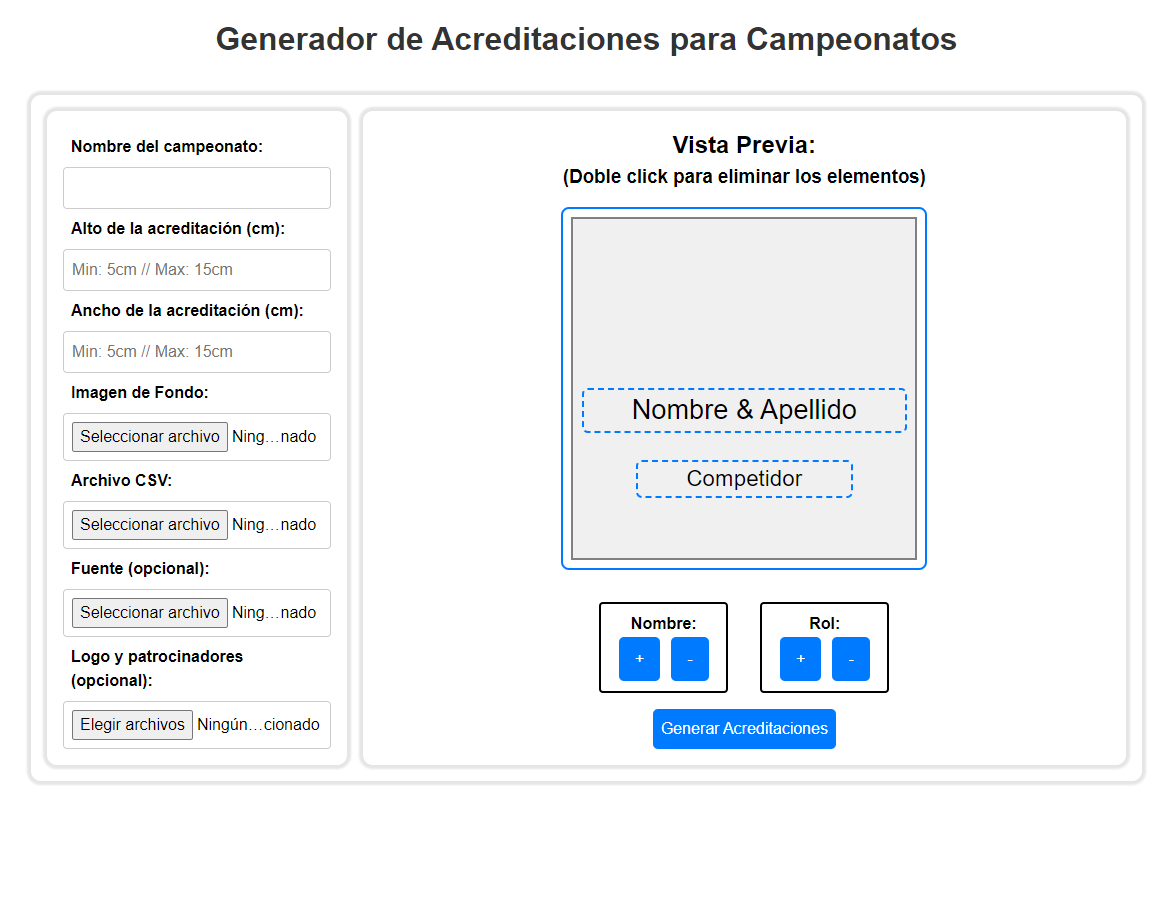 Generador de Acreditaciones para Campeonatos
Nombre del campeonato:
Alto de la acreditación (cm):
Min: 5cm // Max: 15cm
Ancho de la acreditación (cm):
Min: 5cm // Max: 15cm
Imagen de Fondo:
Seleccionar archivo Ning…nado
Archivo CSV:
Seleccionar archivo Ning…nado
Fuente (opcional):
Seleccionar archivo Ning…nado
Logo y patrocinadores
(opcional):
Elegir archivos Ningún…cionado
Vista Previa:
(Doble click para eliminar los elementos)
Nombre & Apellido
Competidor
Nombre:
+ -
Rol:
+ -
Generar Acreditaciones